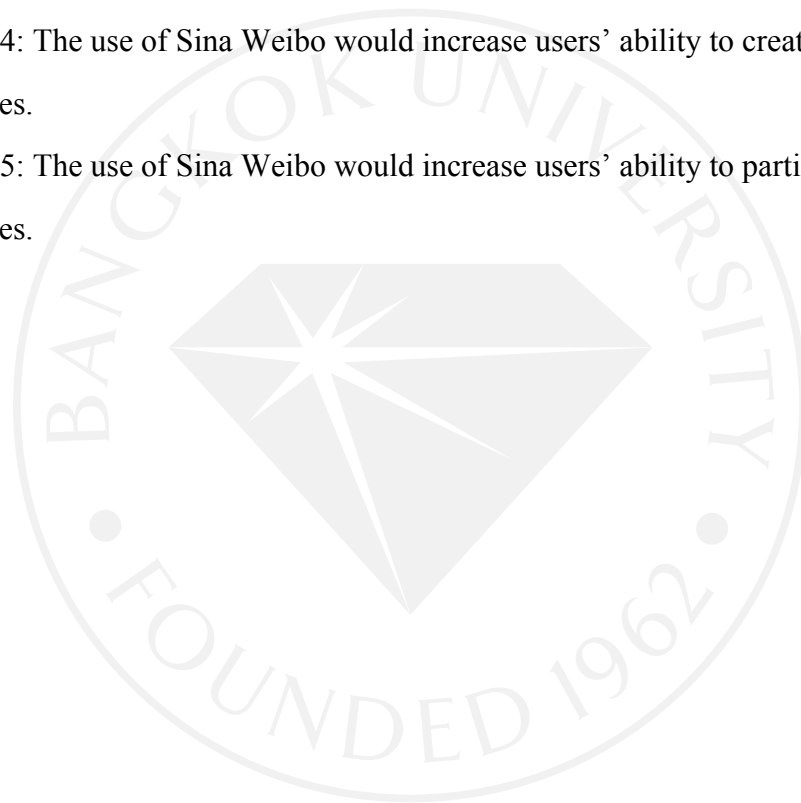 4: The use of Sina Weibo would increase users’ ability to creat
es.
5: The use of Sina Weibo would increase users’ ability to parti
es.
BANGKOK UNIVERSITY
• FOUNDED 1962 •